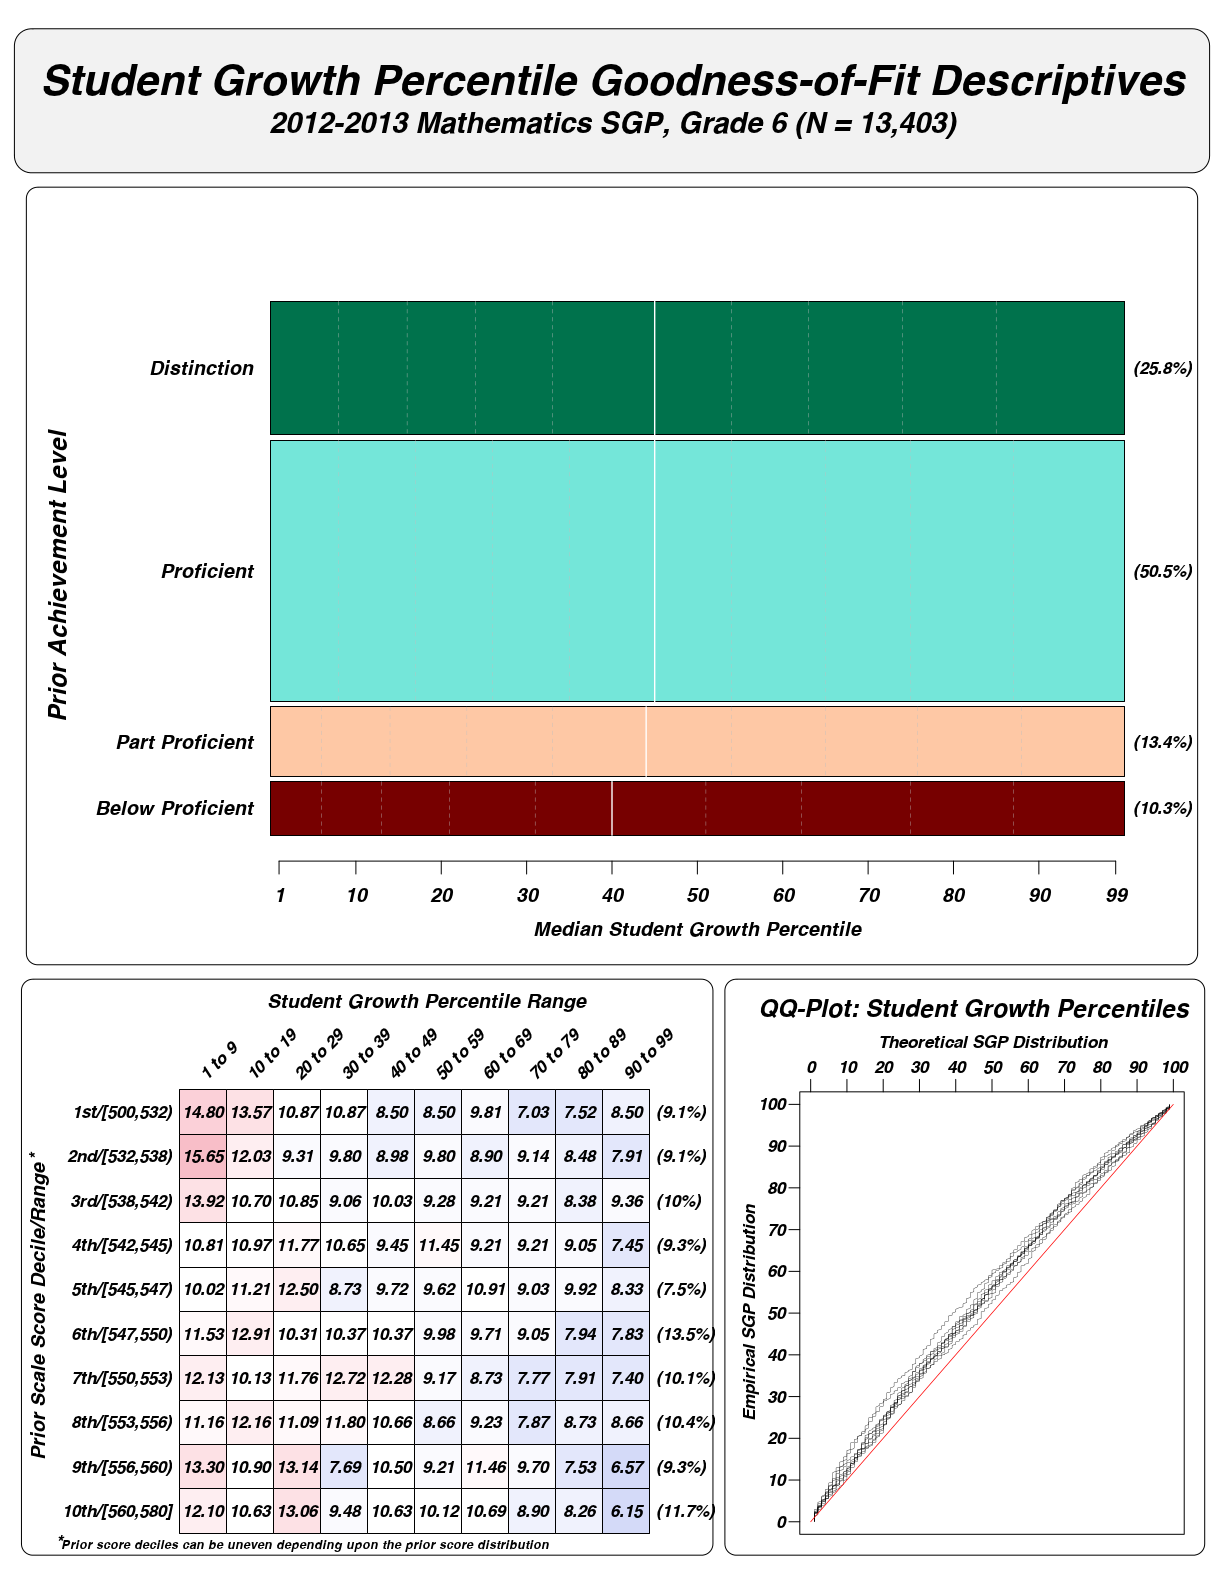 Student Growth Percentile Goodness-of-Fit Descriptives
2012-2013 Mathematics SGP, Grade 6 (N = 13,403)
Prior Achievement Level
Distinction (25.8%)
Proficient (50.5%)
Part Proficient (13.4%)
Below Proficient (10.3%)
1 10 20 30 40 50 60 70 80 90 99
Median Student Growth Percentile
Student Growth Percentile Range
1 to 9 10 to 19 20 to 29 30 to 39 40 to 49 50 to 59 60 to 69 70 to 79 80 to 89 90 to 99
Prior Scale Score Decile/Range*
1st/[500,532) 14.80 13.57 10.87 10.87 8.50 8.50 9.81 7.03 7.52 8.50 (9.1%)
2nd/[532,538) 15.65 12.03 9.31 9.80 8.98 9.80 8.90 9.14 8.48 7.91 (9.1%)
3rd/[538,542) 13.92 10.70 10.85 9.06 10.03 9.28 9.21 9.21 8.38 9.36 (10%)
4th/[542,545) 10.81 10.97 11.77 10.65 9.45 11.45 9.21 9.21 9.05 7.45 (9.3%)
5th/[545,547) 10.02 11.21 12.50 8.73 9.72 9.62 10.91 9.03 9.92 8.33 (7.5%)
6th/[547,550) 11.53 12.91 10.31 10.37 10.37 9.98 9.71 9.05 7.94 7.83 (13.5%)
7th/[550,553) 12.13 10.13 11.76 12.72 12.28 9.17 8.73 7.77 7.91 7.40 (10.1%)
8th/[553,556) 11.16 12.16 11.09 11.80 10.66 8.66 9.23 7.87 8.73 8.66 (10.4%)
9th/[556,560) 13.30 10.90 13.14 7.69 10.50 9.21 11.46 9.70 7.53 6.57 (9.3%)
10th/[560,580] 12.10 10.63 13.06 9.48 10.63 10.12 10.69 8.90 8.26 6.15 (11.7%)
*Prior score deciles can be uneven depending upon the prior score distribution
QQ-Plot: Student Growth Percentiles
Theoretical SGP Distribution
0 10 20 30 40 50 60 70 80 90 100
Empirical SGP Distribution
100
90
80
70
60
50
40
30
20
10
0